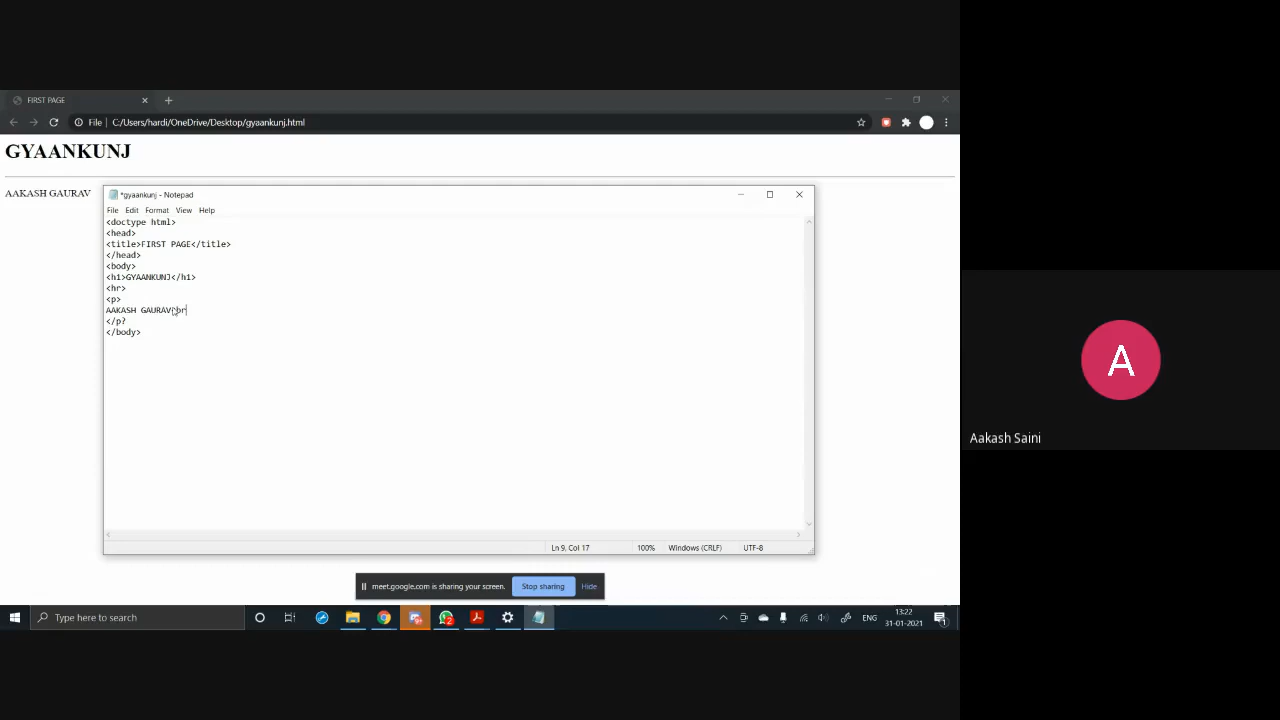 FIRST PAGE
File
C:/Users/hardi/OneDrive/Desktop/gyaankunj.html
GYAANKUNJ
AAKASH GAURAV
*gyaankunj - Notepad
File Edit Format View Help
<doctype html>
<head>
<title>FIRST PAGE</title>
</head>
<body>
<h1>GYAANKUNJ</h1>
<hr>
<p>
AAKASH GAURAV<br
</p?
</body>
Ln 9, Col 17
100%
Windows (CRLF)
UTF-8
meet.google.com is sharing your screen.
Stop sharing
Hide
A
Aakash Saini
Type here to search
2
ENG
13:22
31-01-2021
1